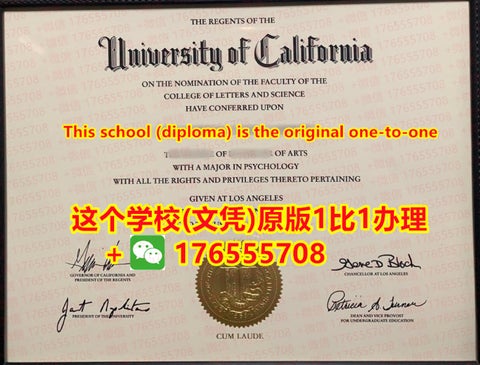 THE REGENTS OF THE
University of California
ON THE NOMINATION OF THE FACULTY OF THE
COLLEGE OF LETTERS AND SCIENCE
HAVE CONFERRED UPON
This school (diploma) is the original one-to-one
OF ARTS
WITH A MAJOR IN PSYCHOLOGY
WITH ALL THE RIGHTS AND PRIVILEGES THERETO PERTAINING
GIVEN AT LOS ANGELES
这个学校(文凭)原版1比1办理
+ 176555708
GOVERNOR OF CALIFORNIA AND
PRESIDENT OF THE REGENTS
CHANCELLOR AT LOS ANGELES
PRESIDENT OF THE UNIVERSITY
DEAN AND VICE PROVOST
FOR UNDERGRADUATE EDUCATION
CUM LAUDE